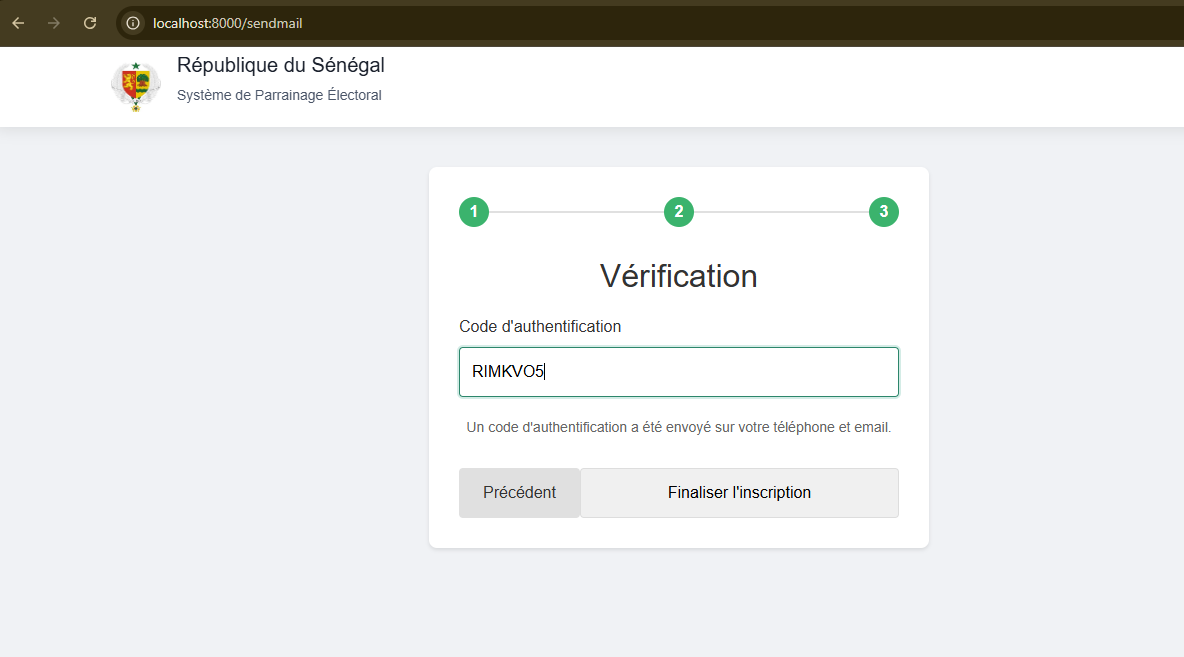 localhost:8000/sendmail
République du Sénégal
Système de Parrainage Électoral
1 2 3
Vérification
Code d'authentification
RIMKVO5
Un code d'authentification a été envoyé sur votre téléphone et email.
Précédent Finaliser l'inscription